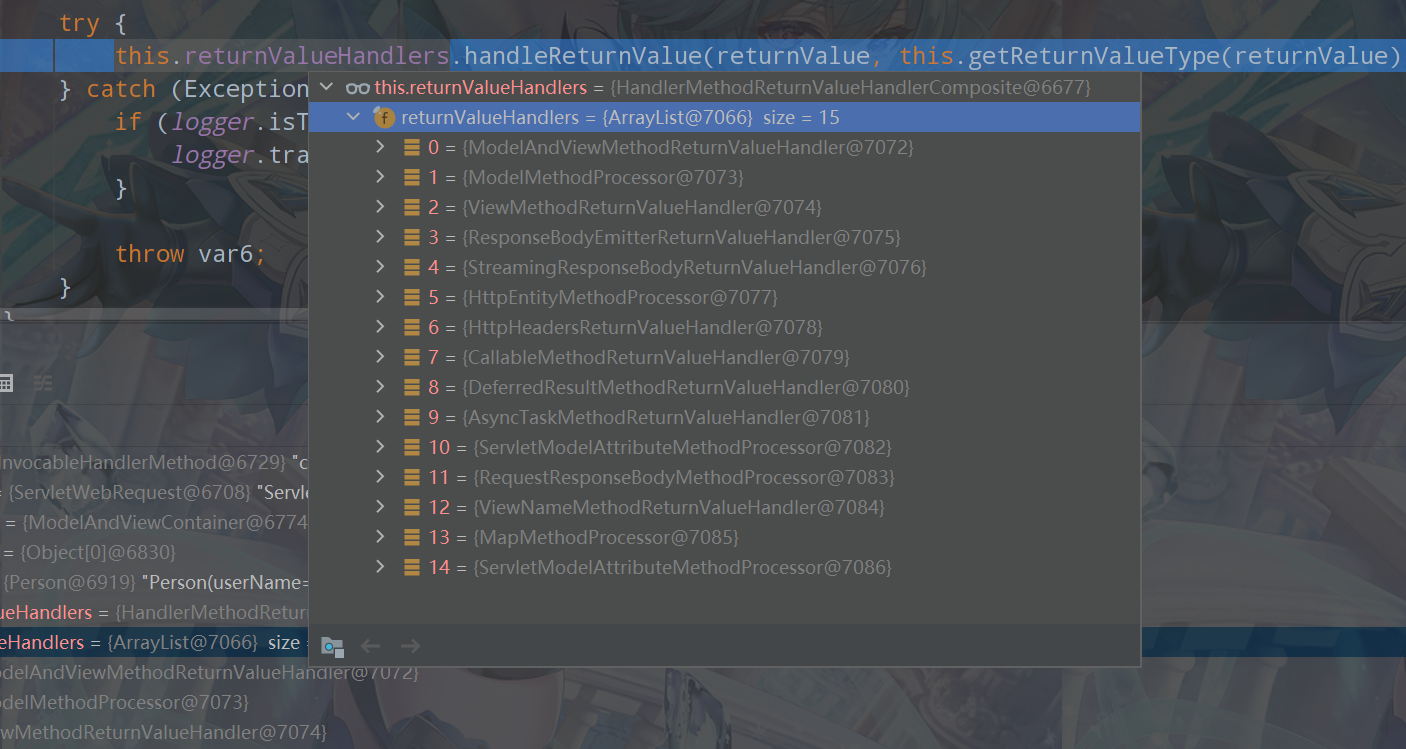 try {
this.returnValueHandlers.handleReturnValue(returnValue, this.getReturnValueType(returnValue)
} catch (Exception
if (logger.isT
logger.tra
}
throw var6;
}
this.returnValueHandlers = {HandlerMethodReturnValueHandlerComposite@6677}
returnValueHandlers = {ArrayList@7066} size = 15
0 = {ModelAndViewMethodReturnValueHandler@7072}
1 = {ModelMethodProcessor@7073}
2 = {ViewMethodReturnValueHandler@7074}
3 = {ResponseBodyEmitterReturnValueHandler@7075}
4 = {StreamingResponseBodyReturnValueHandler@7076}
5 = {HttpEntityMethodProcessor@7077}
6 = {HttpHeadersReturnValueHandler@7078}
7 = {CallableMethodReturnValueHandler@7079}
8 = {DeferredResultMethodReturnValueHandler@7080}
9 = {AsyncTaskMethodReturnValueHandler@7081}
10 = {ServletModelAttributeMethodProcessor@7082}
11 = {RequestResponseBodyMethodProcessor@7083}
12 = {ViewNameMethodReturnValueHandler@7084}
13 = {MapMethodProcessor@7085}
14 = {ServletModelAttributeMethodProcessor@7086}
InvocableHandlerMethod@6729} "c
= {ServletWebRequest@6708} "Servle
= {ModelAndViewContainer@6774
= {Object[0]@6830}
{Person@6919} "Person(userName=
ueHandlers = {HandlerMethodReturn
eHandlers = {ArrayList@7066} size =
odelAndViewMethodReturnValueHandler@7072}
odelMethodProcessor@7073}
ewMethodReturnValueHandler@7074}